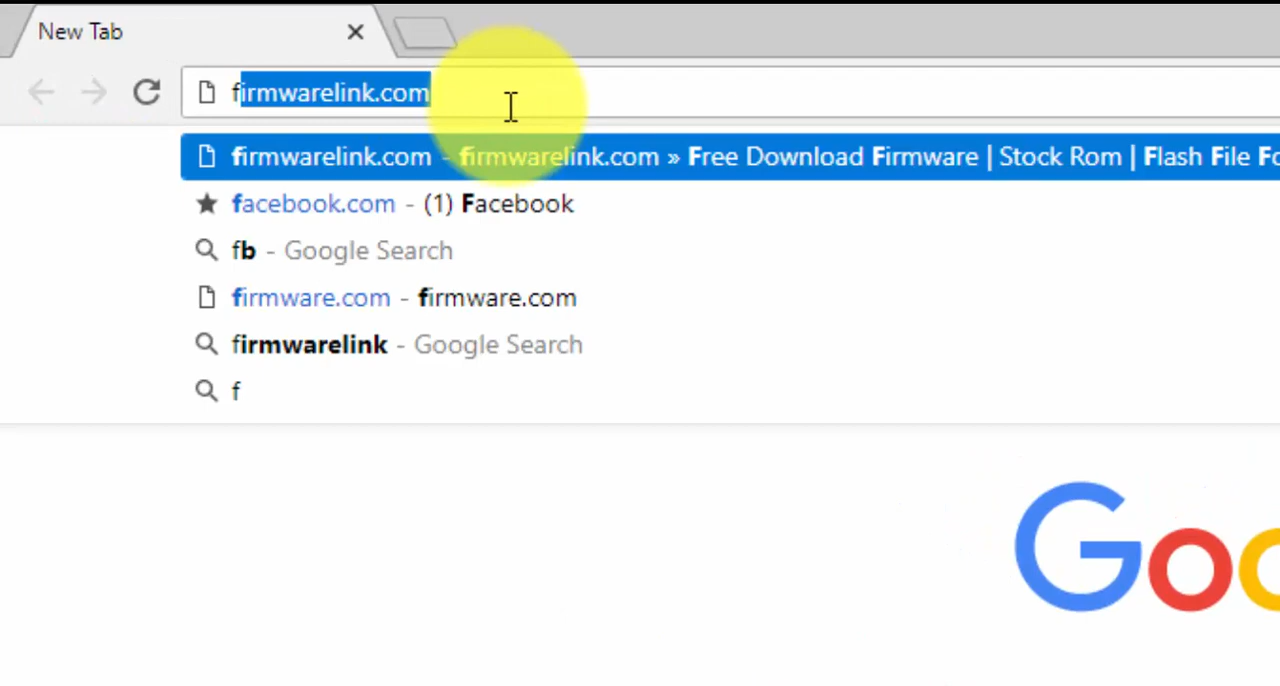 New Tab
firmwarelink.com
firmwarelink.com - firmwarelink.com » Free Download Firmware | Stock Rom | Flash File Fo
facebook.com - (1) Facebook
fb - Google Search
firmware.com - firmware.com
firmwarelink - Google Search
f
Goo